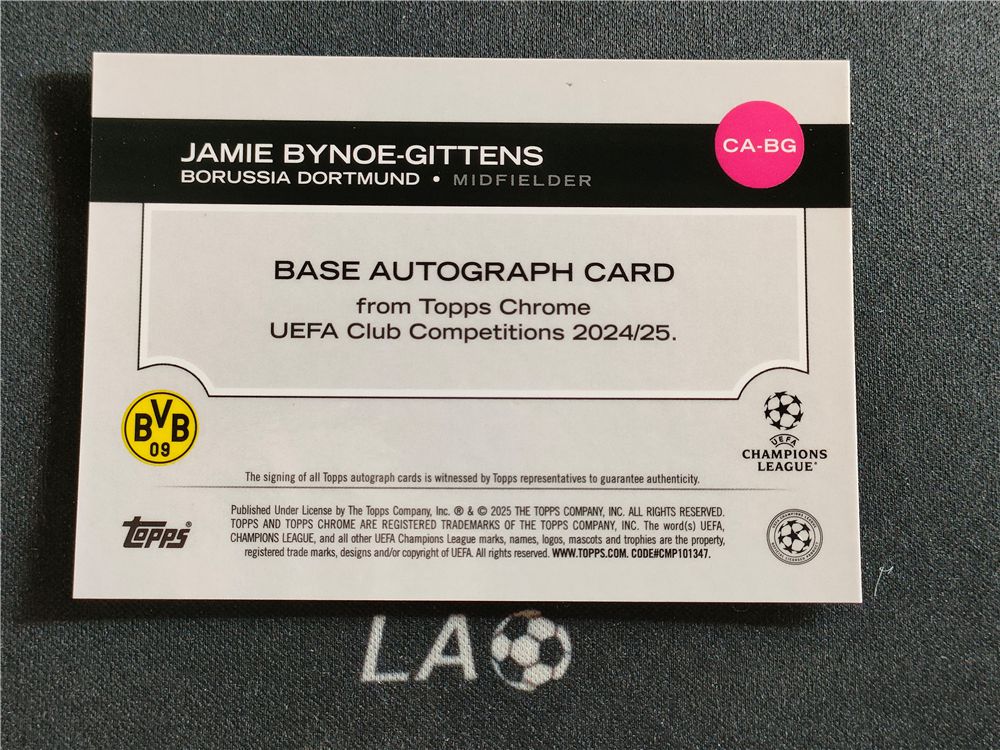 CA-BG
JAMIE BYNOE-GITTENS
BORUSSIA DORTMUND • MIDFIELDER
BASE AUTOGRAPH CARD
from Topps Chrome
UEFA Club Competitions 2024/25.
BVB
09
UEFA
CHAMPIONS
LEAGUE®
The signing of all Topps autograph cards is witnessed by Topps representatives to guarantee authenticity.
Topps®
Published Under License by The Topps Company, Inc. ® & © 2025 THE TOPPS COMPANY, INC. ALL RIGHTS RESERVED.
TOPPS AND TOPPS CHROME ARE REGISTERED TRADEMARKS OF THE TOPPS COMPANY, INC. The word(s) UEFA,
CHAMPIONS LEAGUE, and all other UEFA Champions League marks, names, logos, mascots and trophies are the property,
registered trade marks, designs and/or copyright of UEFA. All rights reserved. WWW.TOPPS.COM. CODE#CMP101347.
LA